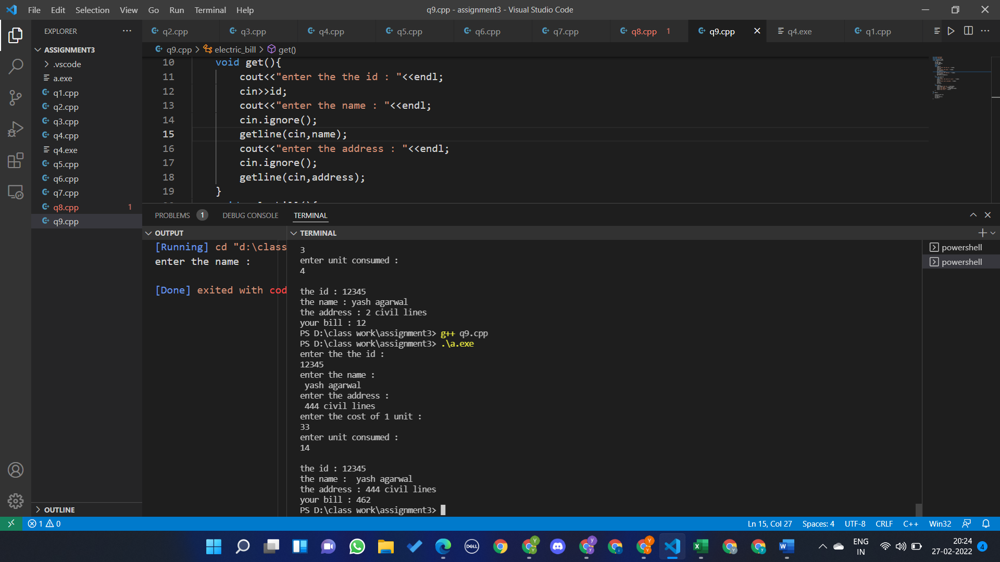 File Edit Selection View Go Run Terminal Help
q9.cpp - assignment3 - Visual Studio Code
EXPLORER
q2.cpp q3.cpp q4.cpp q5.cpp q6.cpp q7.cpp q8.cpp 1 q9.cpp q4.exe q1.cpp
q9.cpp > electric_bill > get()
ASSIGNMENT3
.vscode
a.exe
q1.cpp
q2.cpp
q3.cpp
q4.cpp
q4.exe
q5.cpp
q6.cpp
q7.cpp
q8.cpp 1
q9.cpp
OUTLINE
10 void get(){
11 cout<<"enter the the id : "<<endl;
12 cin>>id;
13 cout<<"enter the name : "<<endl;
14 cin.ignore();
15 getline(cin,name);
16 cout<<"enter the address : "<<endl;
17 cin.ignore();
18 getline(cin,address);
19 }
PROBLEMS 1 DEBUG CONSOLE TERMINAL
OUTPUT
[Running] cd "d:\class
enter the name :
[Done] exited with cod
TERMINAL
3
enter unit consumed :
4
the id : 12345
the name : yash agarwal
the address : 2 civil lines
your bill : 12
PS D:\class work\assignment3> g++ q9.cpp
PS D:\class work\assignment3> .\a.exe
enter the the id :
12345
enter the name :
 yash agarwal
enter the address :
 444 civil lines
enter the cost of 1 unit :
33
enter unit consumed :
14
the id : 12345
the name :  yash agarwal
the address : 444 civil lines
your bill : 462
PS D:\class work\assignment3>
powershell
powershell
1 0
Ln 15, Col 27 Spaces: 4 UTF-8 CRLF C++ Win32
DELL
ENG
IN
20:24
27-02-2022
4